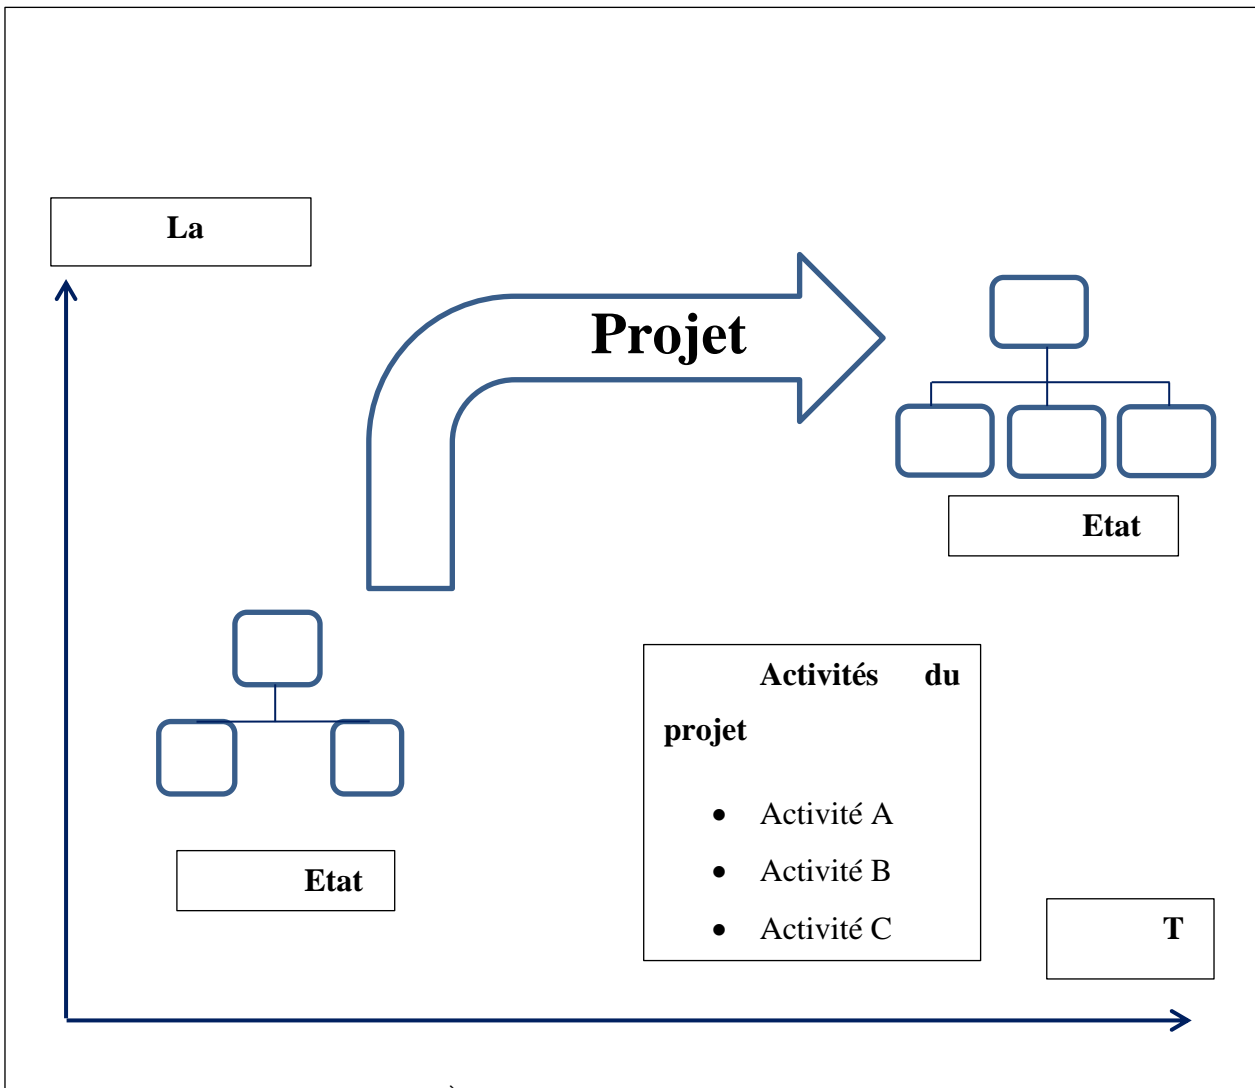 La
Projet
Etat
Etat
Activités du
projet
• Activité A
• Activité B
• Activité C
T